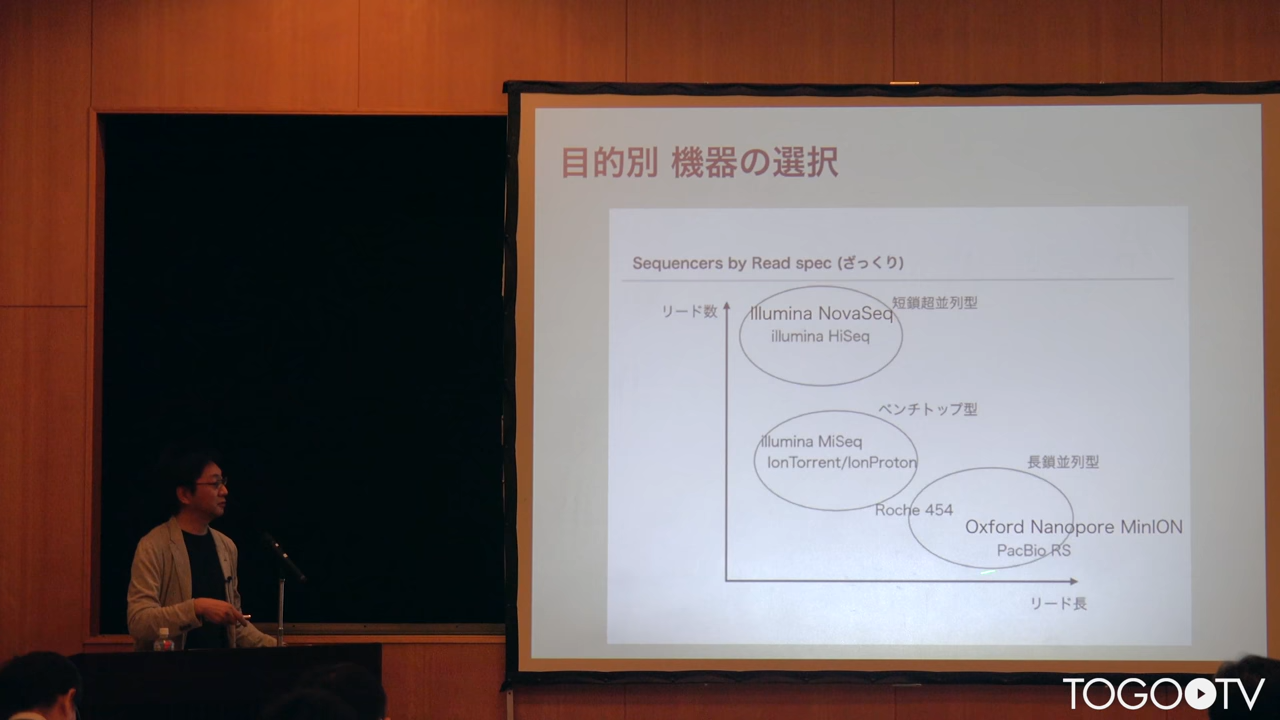 目的別 機器の選択
Sequencers by Read spec (ざっくり)
リード数
Illumina NovaSeq
短鎖超並列型
illumina HiSeq
ベンチトップ型
illumina MiSeq
IonTorrent/IonProton
長鎖並列型
Roche 454
Oxford Nanopore MinION
PacBio RS
リード長
TOGO TV